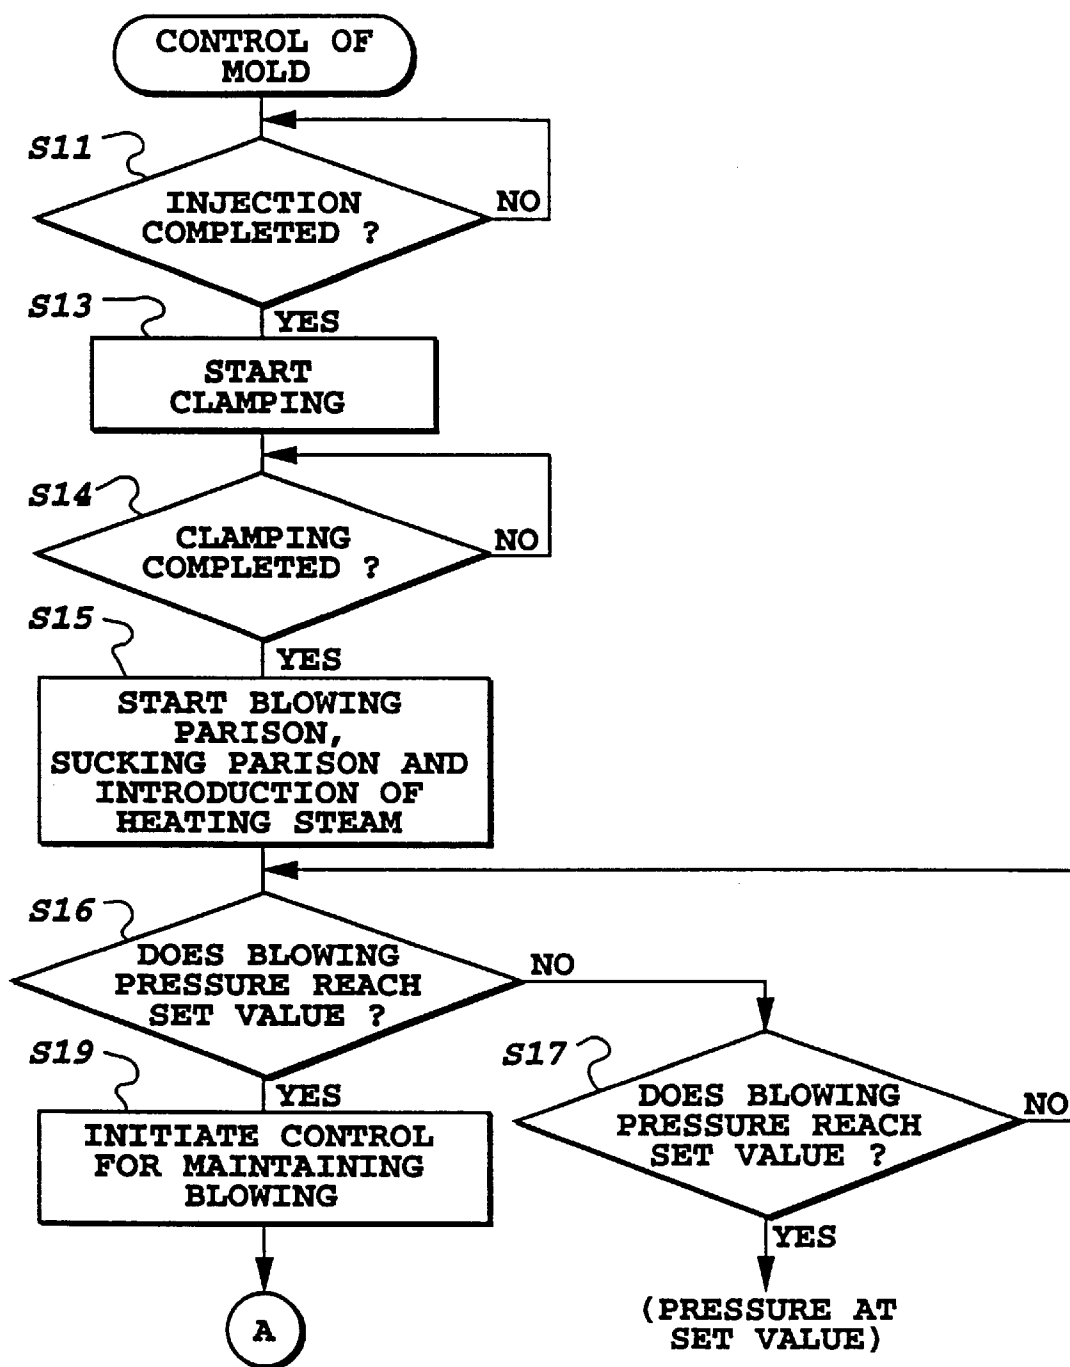 CONTROL OF
MOLD
S11
INJECTION
COMPLETED ?
NO
S13
YES
START
CLAMPING
S14
CLAMPING
COMPLETED ?
NO
S15
YES
START BLOWING
PARISON,
SUCKING PARISON AND
INTRODUCTION OF
HEATING STEAM
S16
DOES BLOWING
PRESSURE REACH
SET VALUE ?
NO
S19
YES
INITIATE CONTROL
FOR MAINTAINING
BLOWING
A
S17
DOES BLOWING
PRESSURE REACH
SET VALUE ?
NO
YES
(PRESSURE AT
SET VALUE)